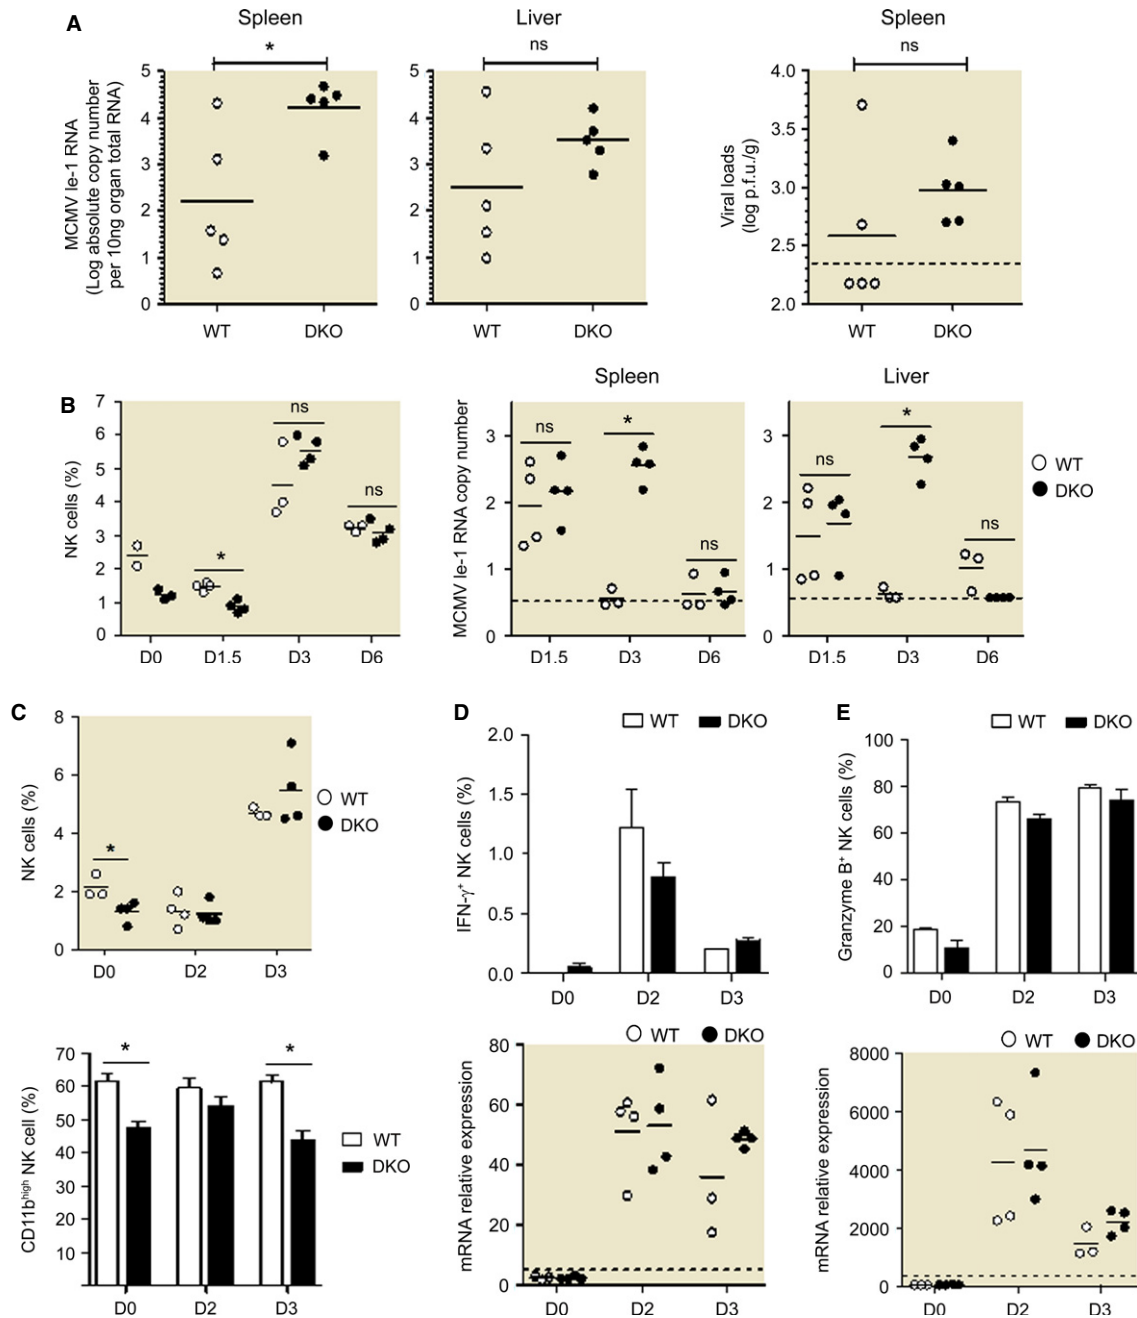 A
Spleen
Liver
Spleen
*
ns
ns
MCMV Ie-1 RNA
(Log absolute copy number
per 10ng organ total RNA)
5
4
3
2
1
0
WT
DKO
5
4
3
2
1
0
WT
DKO
Viral loads
(log p.f.u./g)
4.0
3.5
3.0
2.5
2.0
WT
DKO
B
NK cells (%)
7
6
5
4
3
2
1
0
*
ns
ns
D0
D1.5
D3
D6
Spleen
MCMV Ie-1 RNA copy number
3
2
1
0
ns
*
ns
D1.5
D3
D6
Liver
3
2
1
0
ns
*
ns
D1.5
D3
D6
WT
DKO
C
NK cells (%)
8
6
4
2
0
*
D0
D2
D3
WT
DKO
CD11bhigh NK cell (%)
70
60
50
40
30
20
10
*
*
D0
D2
D3
WT
DKO
D
WT
DKO
IFN-γ+ NK cells (%)
2.0
1.5
1.0
0.5
0.0
D0
D2
D3
WT
DKO
mRNA relative expression
80
60
40
20
0
D0
D2
D3
E
WT
DKO
Granzyme B+ NK cells (%)
100
80
60
40
20
0
D0
D2
D3
WT
DKO
mRNA relative expression
8000
6000
4000
2000
0
D0
D2
D3